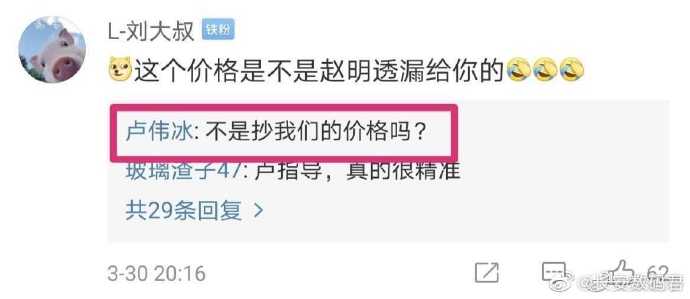 L-刘大叔 铁粉
这个价格是不是赵明透漏给你的
卢伟冰: 不是抄我们的价格吗？
玻璃渣子47: 卢指导，真的很精准
共29条回复 >
3-30 20:16
62
@长安数码君